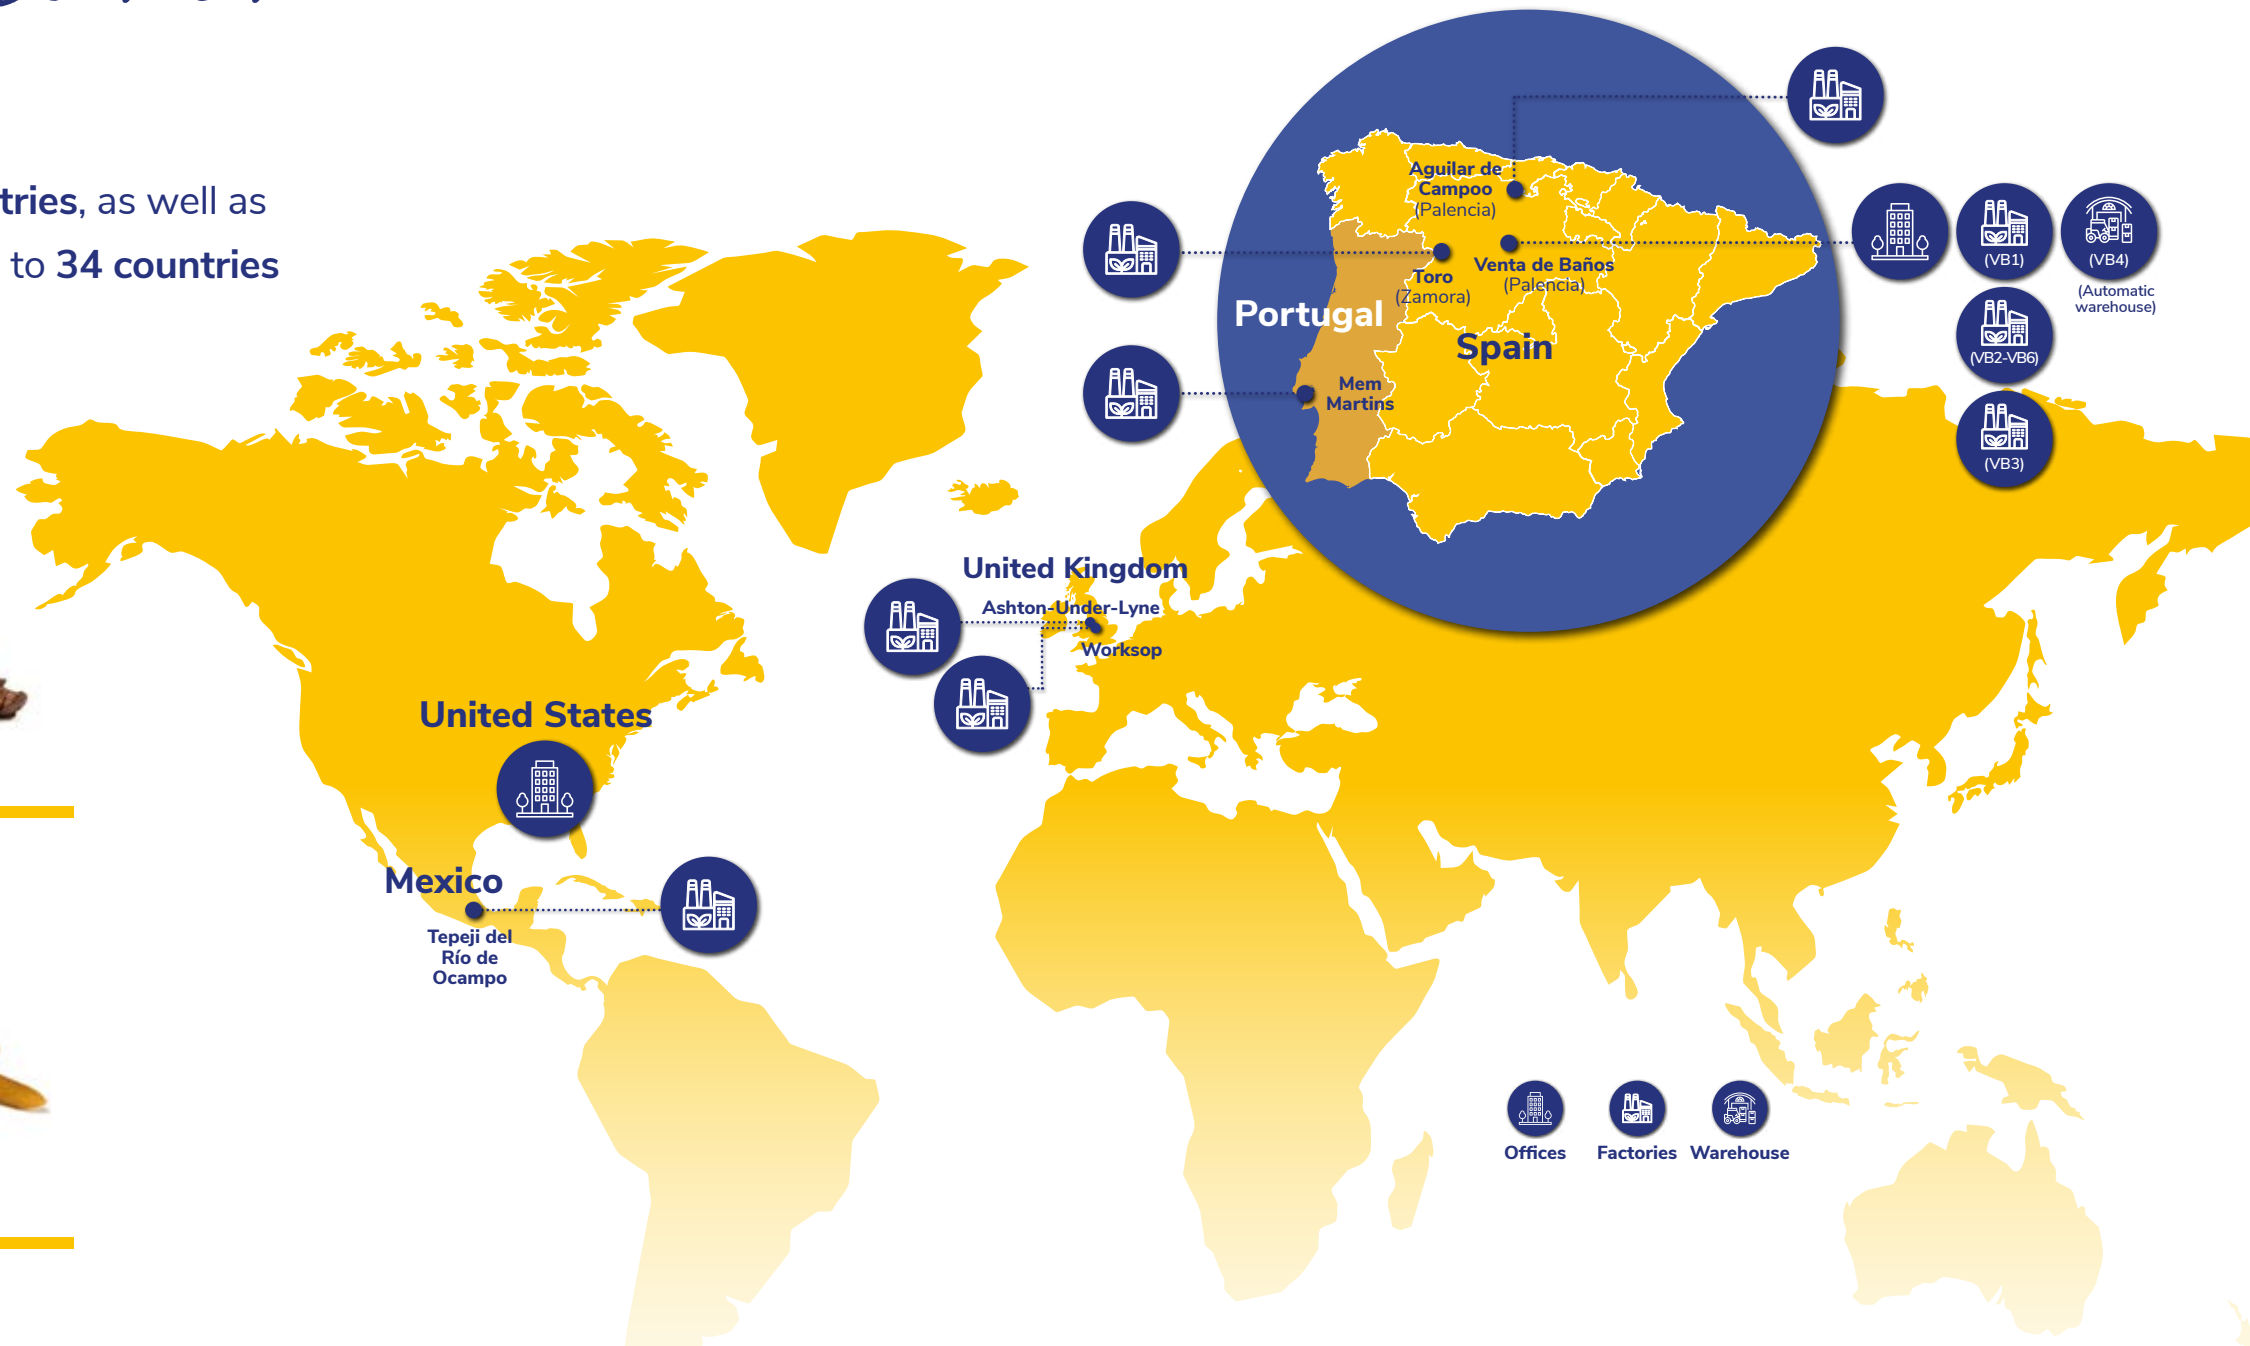 tries, as well as
to 34 countries
Aguilar de
Campoo
(Palencia)
Toro
(Zamora)
Venta de Baños
(Palencia)
Portugal
Spain
Mem
Martins
(VB1)
(VB4)
(Automatic
warehouse)
(VB2-VB6)
(VB3)
United Kingdom
Ashton-Under-Lyne
Worksop
United States
Mexico
Tepeji del
Río de
Ocampo
Offices
Factories
Warehouse